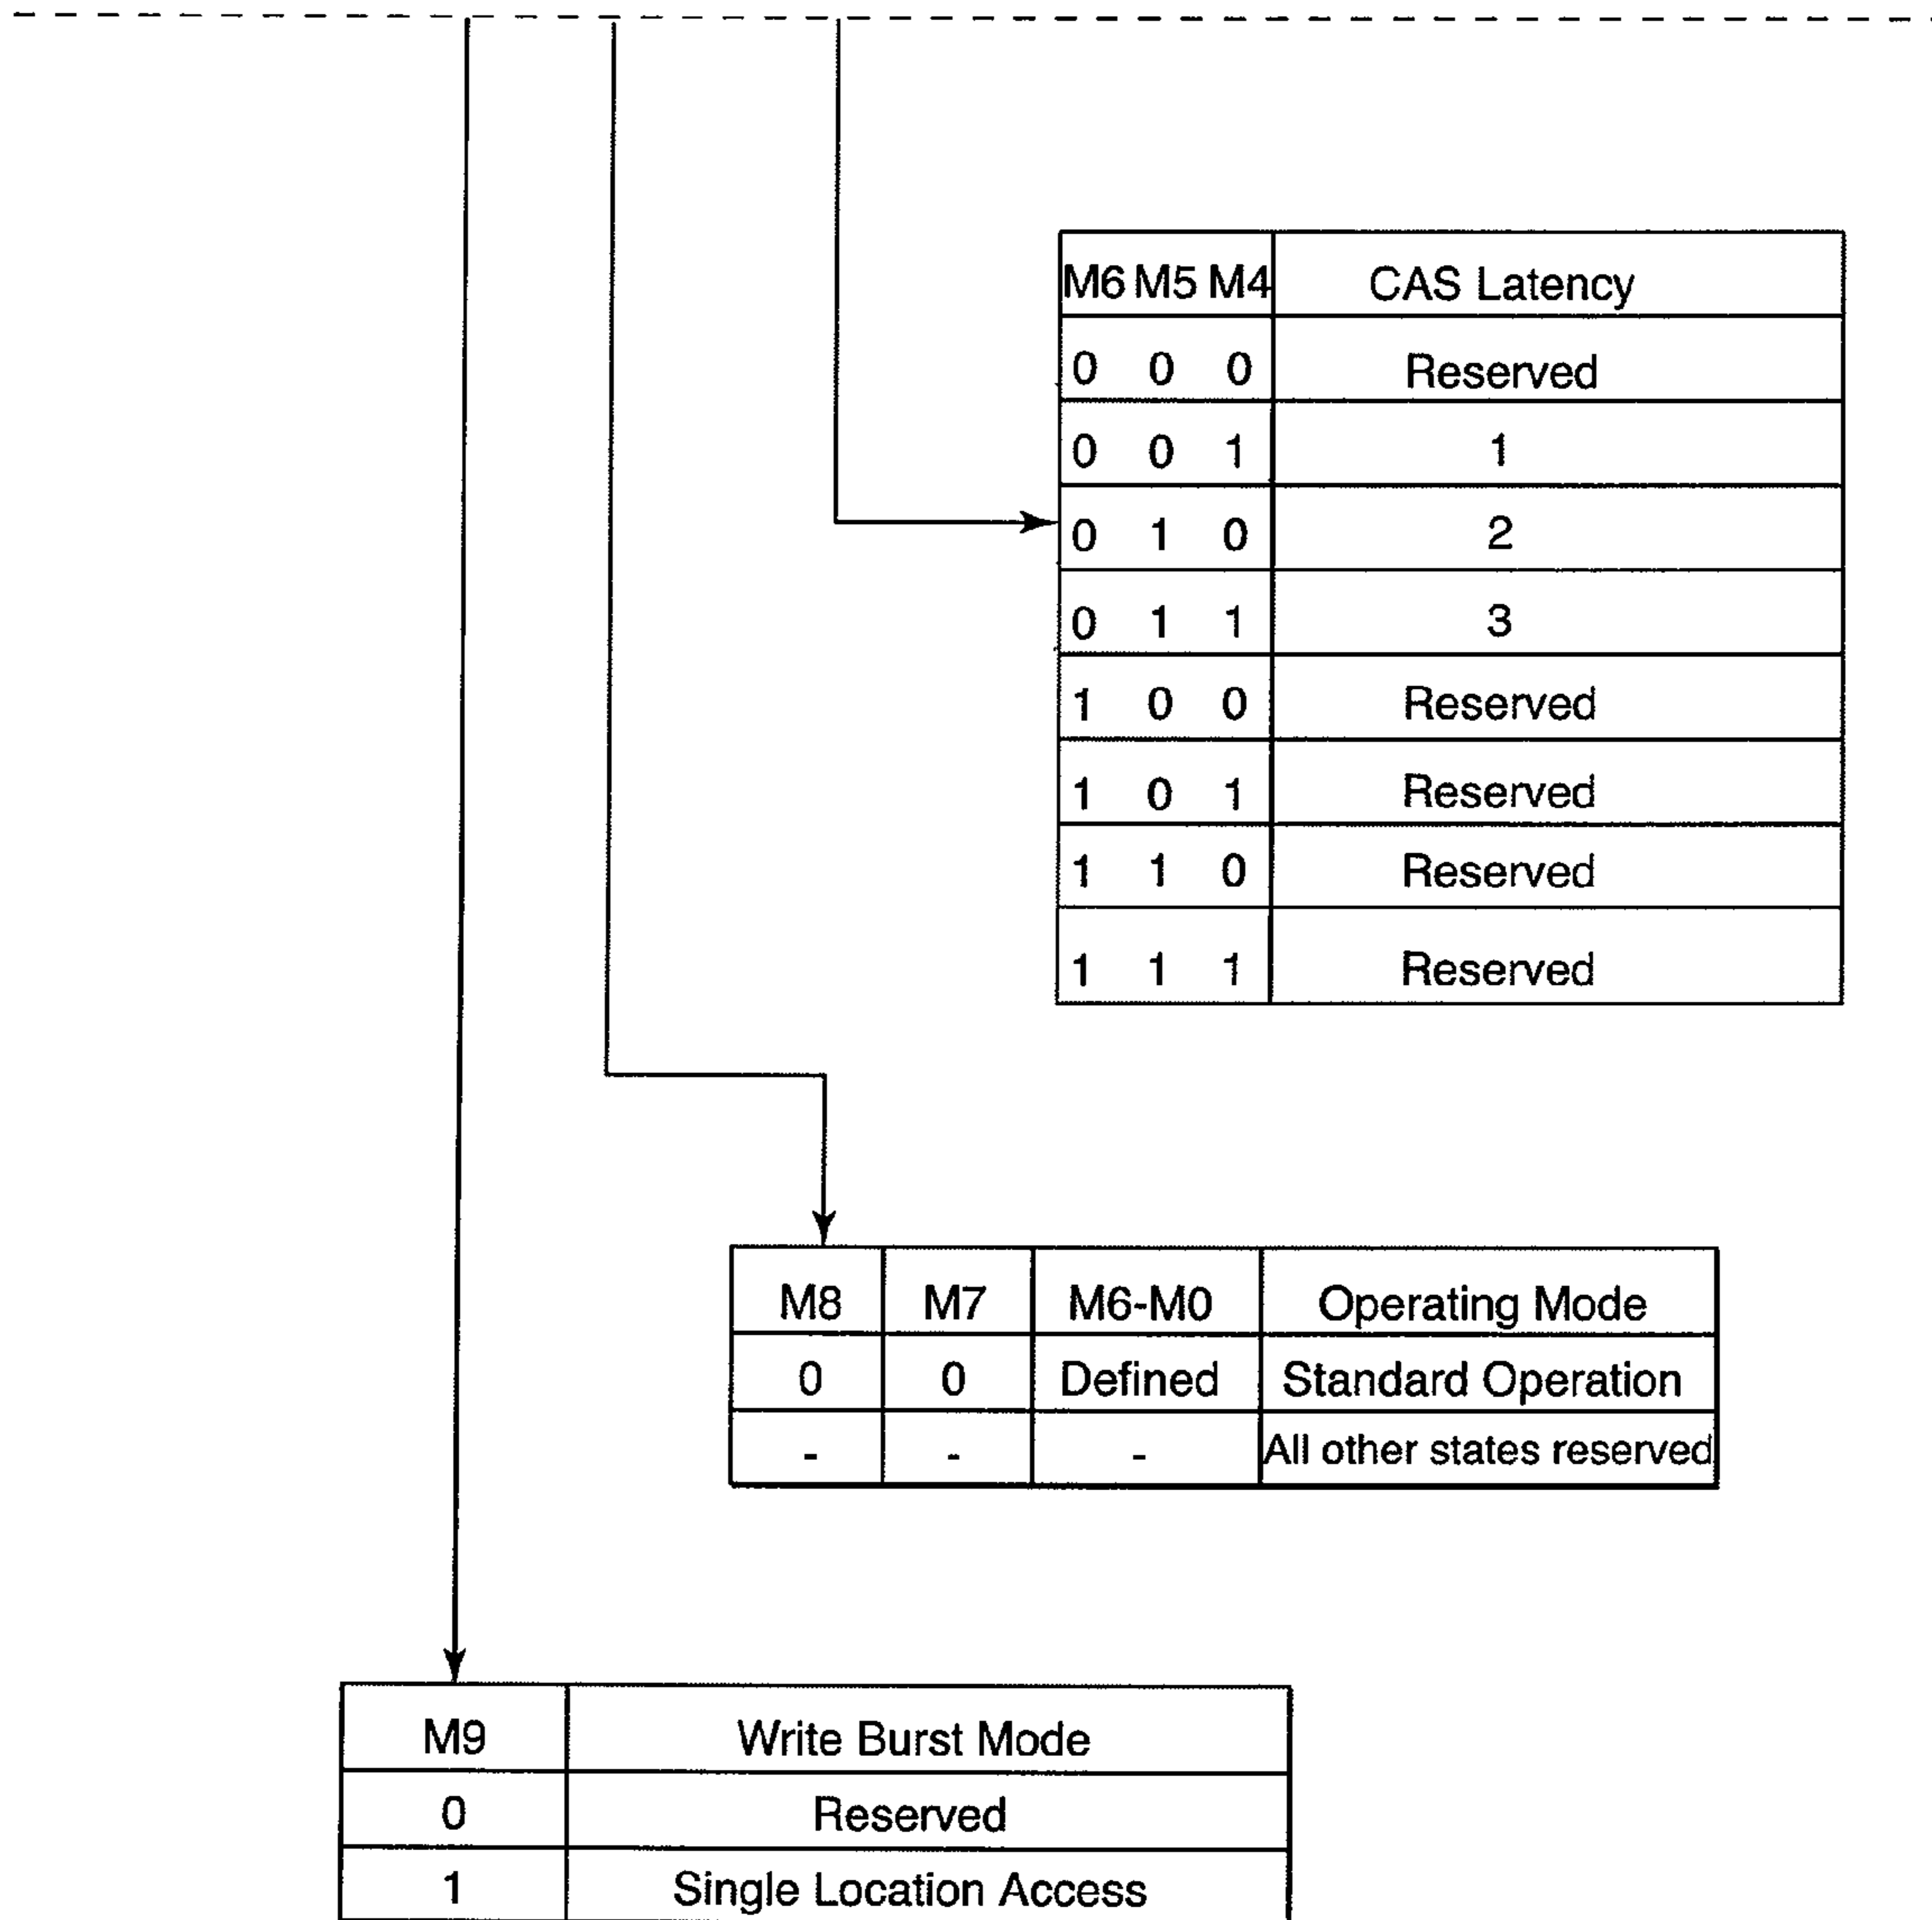 M6 M5 M4 CAS Latency
0 0 0 Reserved
0 0 1 1
0 1 0 2
0 1 1 3
1 0 0 Reserved
1 0 1 Reserved
1 1 0 Reserved
1 1 1 Reserved
M8 M7 M6-M0 Operating Mode
0 0 Defined Standard Operation
- - - All other states reserved
M9 Write Burst Mode
0 Reserved
1 Single Location Access